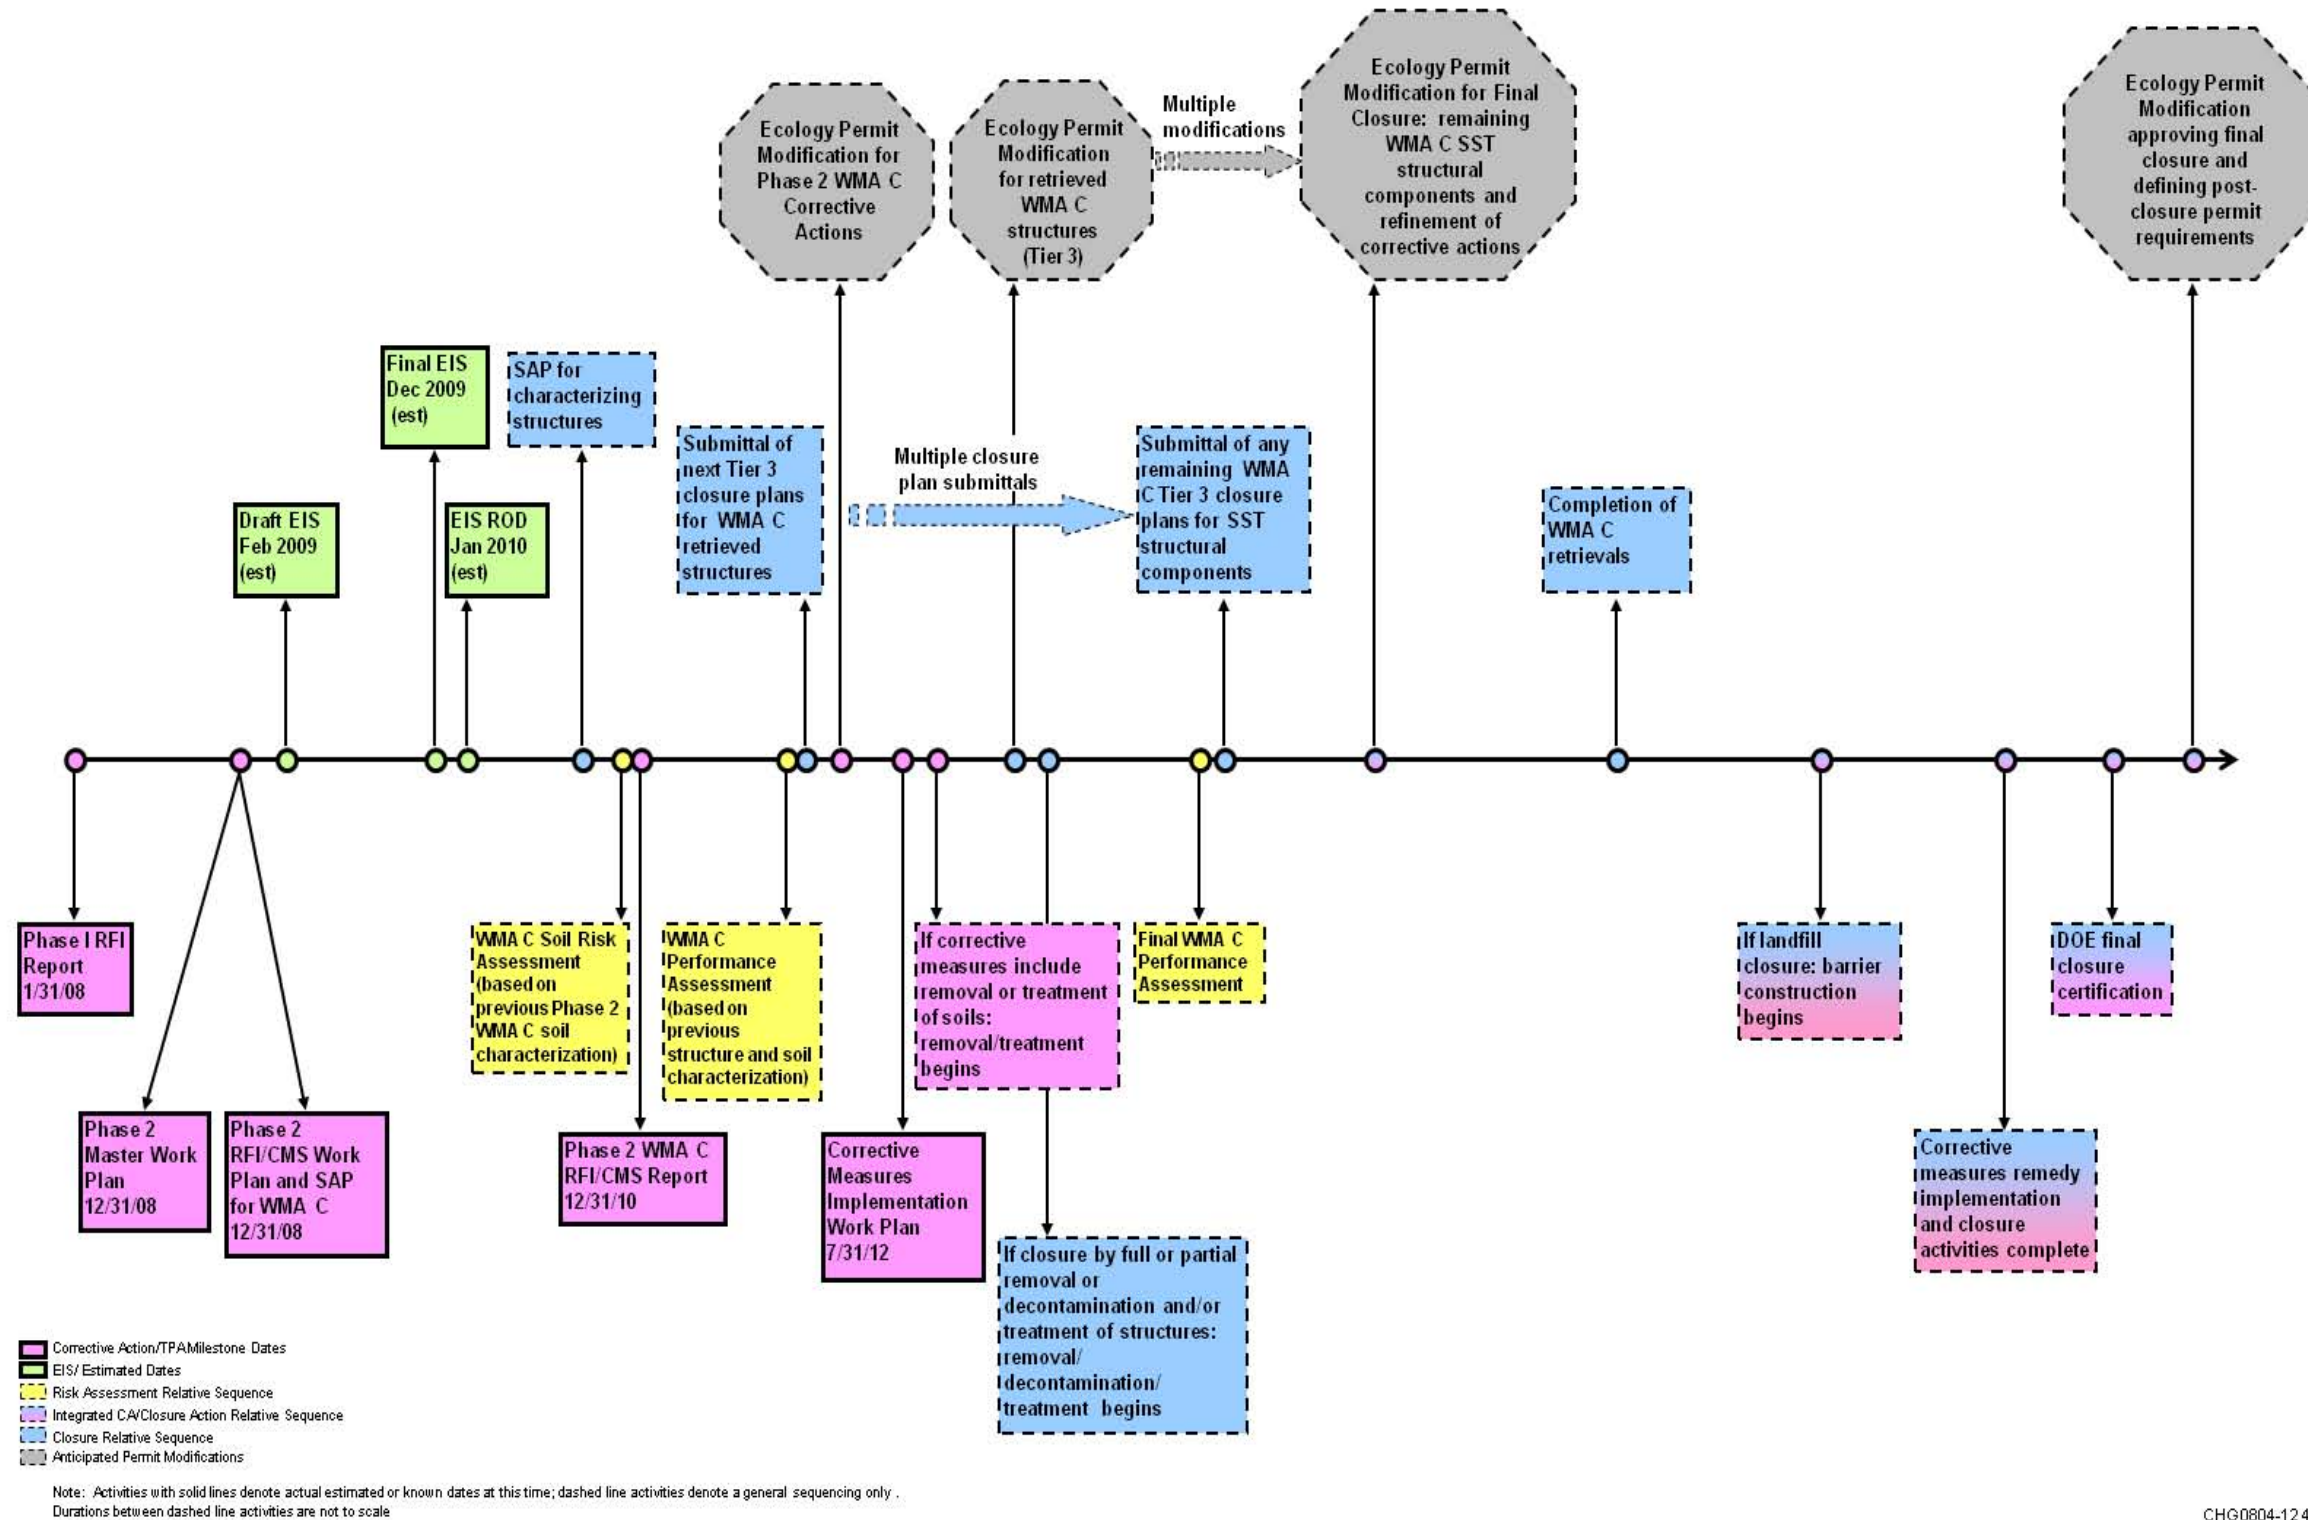 Ecology Permit
Modification for
Phase 2 WMA C
Corrective
Actions
Ecology Permit
Modification
for retrieved
WMA C
structures
(Tier 3)
Multiple
modifications
Ecology Permit
Modification for Final
Closure: remaining
WMA C SST
structural
components and
refinement of
corrective actions
Ecology Permit
Modification
approving final
closure and
defining post-
closure permit
requirements
Final EIS
Dec 2009
(est)
SAP for
characterizing
structures
Draft EIS
Feb 2009
(est)
EIS ROD
Jan 2010
(est)
Submittal of
next Tier 3
closure plans
for WMA C
retrieved
structures
Multiple closure
plan submittals
Submittal of any
remaining WMA
C Tier 3 closure
plans for SST
structural
components
Completion of
WMA C
retrievals
Phase I RFI
Report
1/31/08
WMA C Soil Risk
Assessment
(based on
previous Phase 2
WMA C soil
characterization)
WMA C
Performance
Assessment
(based on
previous
structure and soil
characterization)
If corrective
measures include
removal or treatment
of soils:
removal/treatment
begins
Final WMA C
Performance
Assessment
If landfill
closure: barrier
construction
begins
DOE final
closure
certification
Phase 2
Master Work
Plan
12/31/08
Phase 2
RFI/CMS Work
Plan and SAP
for WMA C
12/31/08
Phase 2 WMA C
RFI/CMS Report
12/31/10
Corrective
Measures
Implementation
Work Plan
7/31/12
If closure by full or partial
removal or
decontamination and/or
treatment of structures:
removal/
decontamination/
treatment begins
Corrective
measures remedy
implementation
and closure
activities complete
Corrective Action/TPA Milestone Dates
EIS/ Estimated Dates
Risk Assessment Relative Sequence
Integrated CA/Closure Action Relative Sequence
Closure Relative Sequence
Anticipated Permit Modifications
Note: Activities with solid lines denote actual estimated or known dates at this time; dashed line activities denote a general sequencing only .
Durations between dashed line activities are not to scale
CHG0804-124